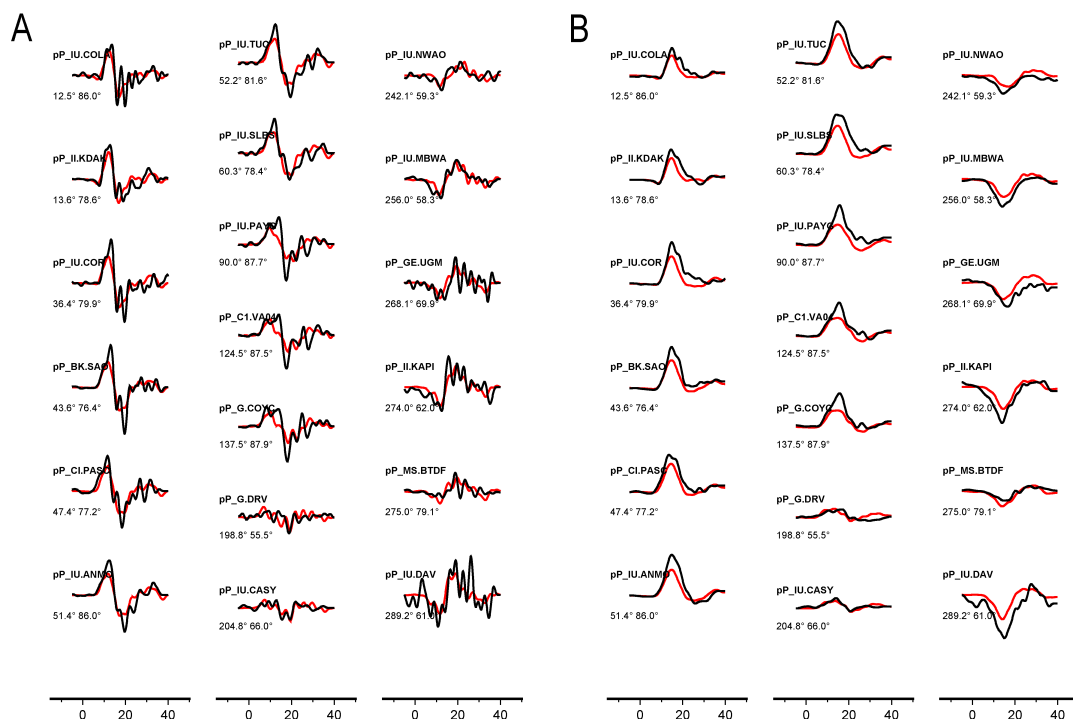 A
pP_IU.COLA
12.5° 86.0°
pP_II.KDAK
13.6° 78.6°
pP_IU.COR
36.4° 79.9°
pP_BK.SAO
43.6° 76.4°
pP_CI.PASC
47.4° 77.2°
pP_IU.ANMO
51.4° 86.0°
0 20 40
pP_IU.TUC
52.2° 81.6°
pP_IU.SLBS
60.3° 78.4°
pP_IU.PAYG
90.0° 87.7°
pP_C1.VA04
124.5° 87.5°
pP_G.COYC
137.5° 87.9°
pP_G.DRV
198.8° 55.5°
pP_IU.CASY
204.8° 66.0°
0 20 40
pP_IU.NWAO
242.1° 59.3°
pP_IU.MBWA
256.0° 58.3°
pP_GE.UGM
268.1° 69.9°
pP_II.KAPI
274.0° 62.0°
pP_MS.BTDF
275.0° 79.1°
pP_IU.DAV
289.2° 61.0°
0 20 40
B
pP_IU.COLA
12.5° 86.0°
pP_II.KDAK
13.6° 78.6°
pP_IU.COR
36.4° 79.9°
pP_BK.SAO
43.6° 76.4°
pP_CI.PASC
47.4° 77.2°
pP_IU.ANMO
51.4° 86.0°
0 20 40
pP_IU.TUC
52.2° 81.6°
pP_IU.SLBS
60.3° 78.4°
pP_IU.PAYG
90.0° 87.7°
pP_C1.VA04
124.5° 87.5°
pP_G.COYC
137.5° 87.9°
pP_G.DRV
198.8° 55.5°
pP_IU.CASY
204.8° 66.0°
0 20 40
pP_IU.NWAO
242.1° 59.3°
pP_IU.MBWA
256.0° 58.3°
pP_GE.UGM
268.1° 69.9°
pP_II.KAPI
274.0° 62.0°
pP_MS.BTDF
275.0° 79.1°
pP_IU.DAV
289.2° 61.0°
0 20 40